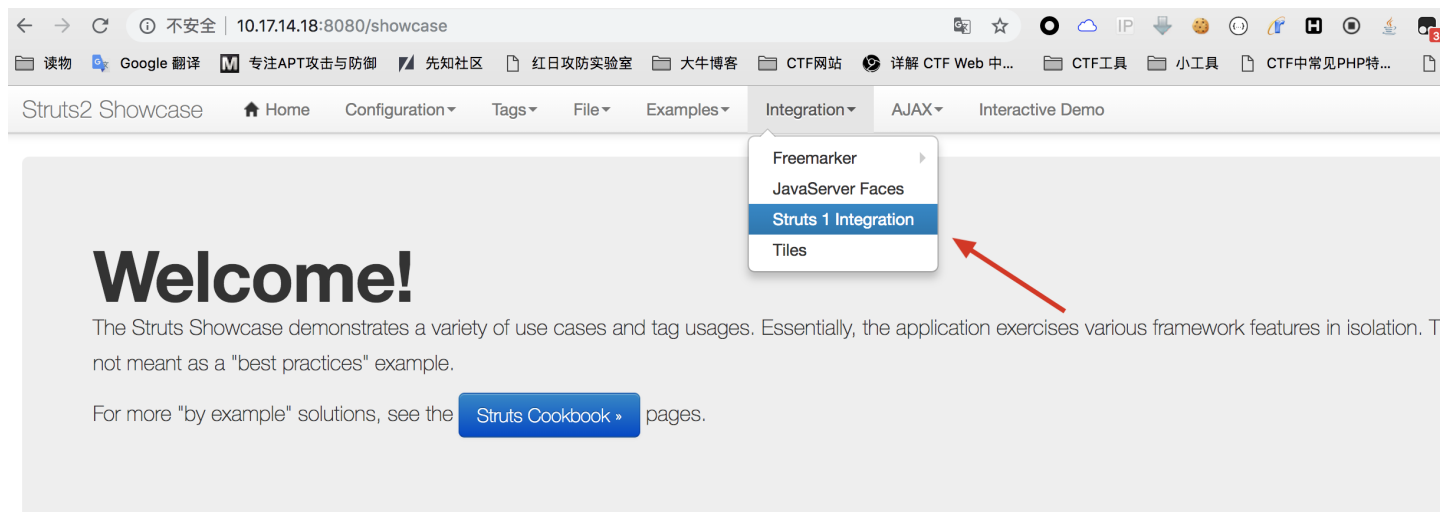 不安全 10.17.14.18:8080/showcase IP 3
读物 Google 翻译 M 专注APT攻击与防御 先知社区 红日攻防实验室 大牛博客 CTF网站 详解 CTF Web 中... CTF工具 小工具 CTF中常见PHP特...
Struts2 Showcase Home Configuration Tags File Examples Integration AJAX Interactive Demo
Freemarker
JavaServer Faces
Struts 1 Integration
Tiles
Welcome!
The Struts Showcase demonstrates a variety of use cases and tag usages. Essentially, the application exercises various framework features in isolation. T
not meant as a "best practices" example.
For more "by example" solutions, see the Struts Cookbook » pages.